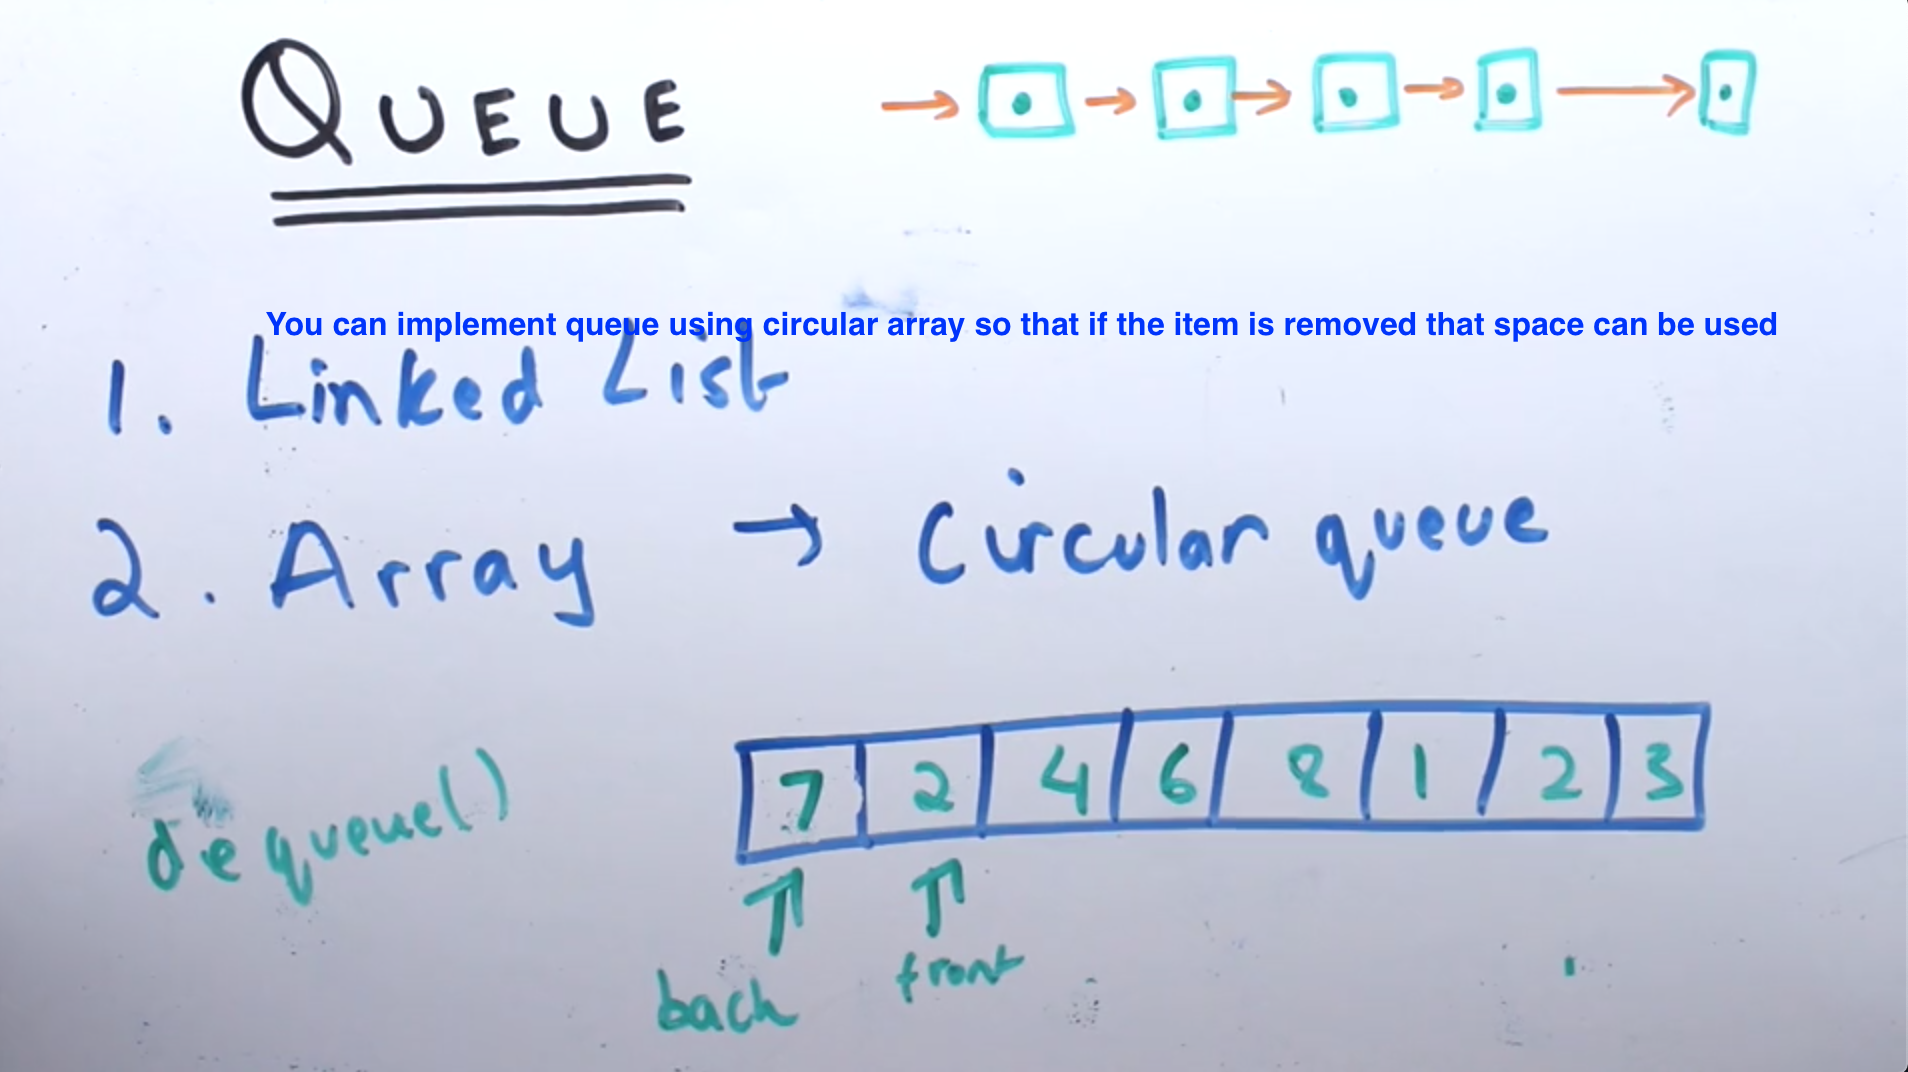 QUEUE
You can implement queue using circular array so that if the item is removed that space can be used
1. Linked List
2. Array → Circular queue
dequeue()
7 2 4 6 8 1 2 3
back front